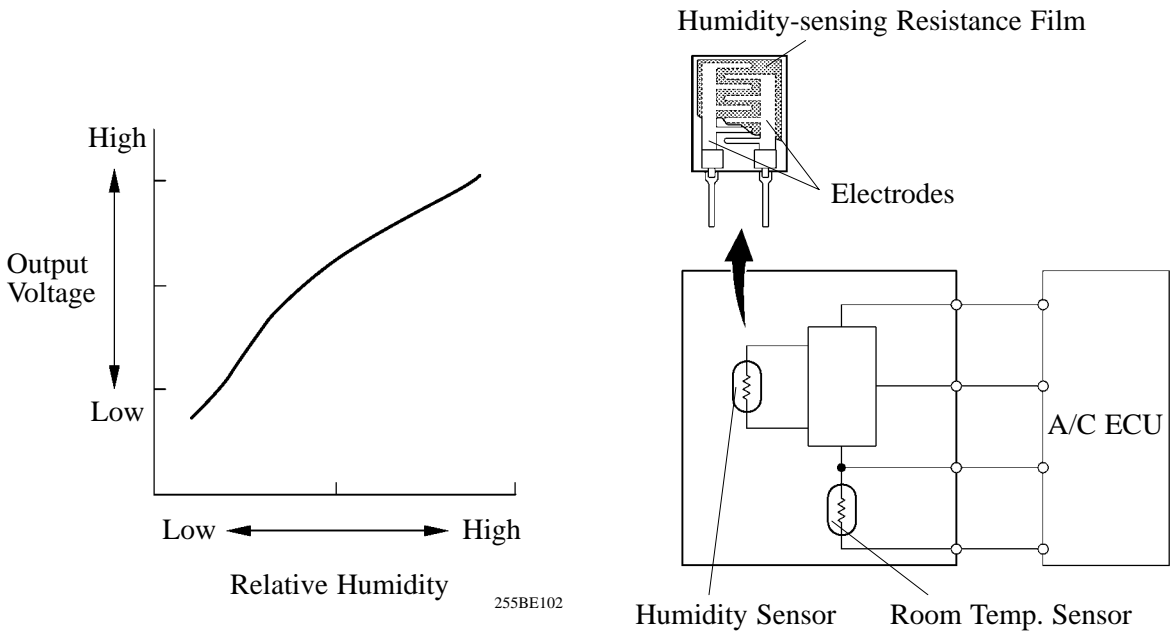 High
Output
Voltage
Low
Low
High
Relative Humidity
255BE102
Humidity-sensing Resistance Film
Electrodes
A/C ECU
Humidity Sensor
Room Temp. Sensor